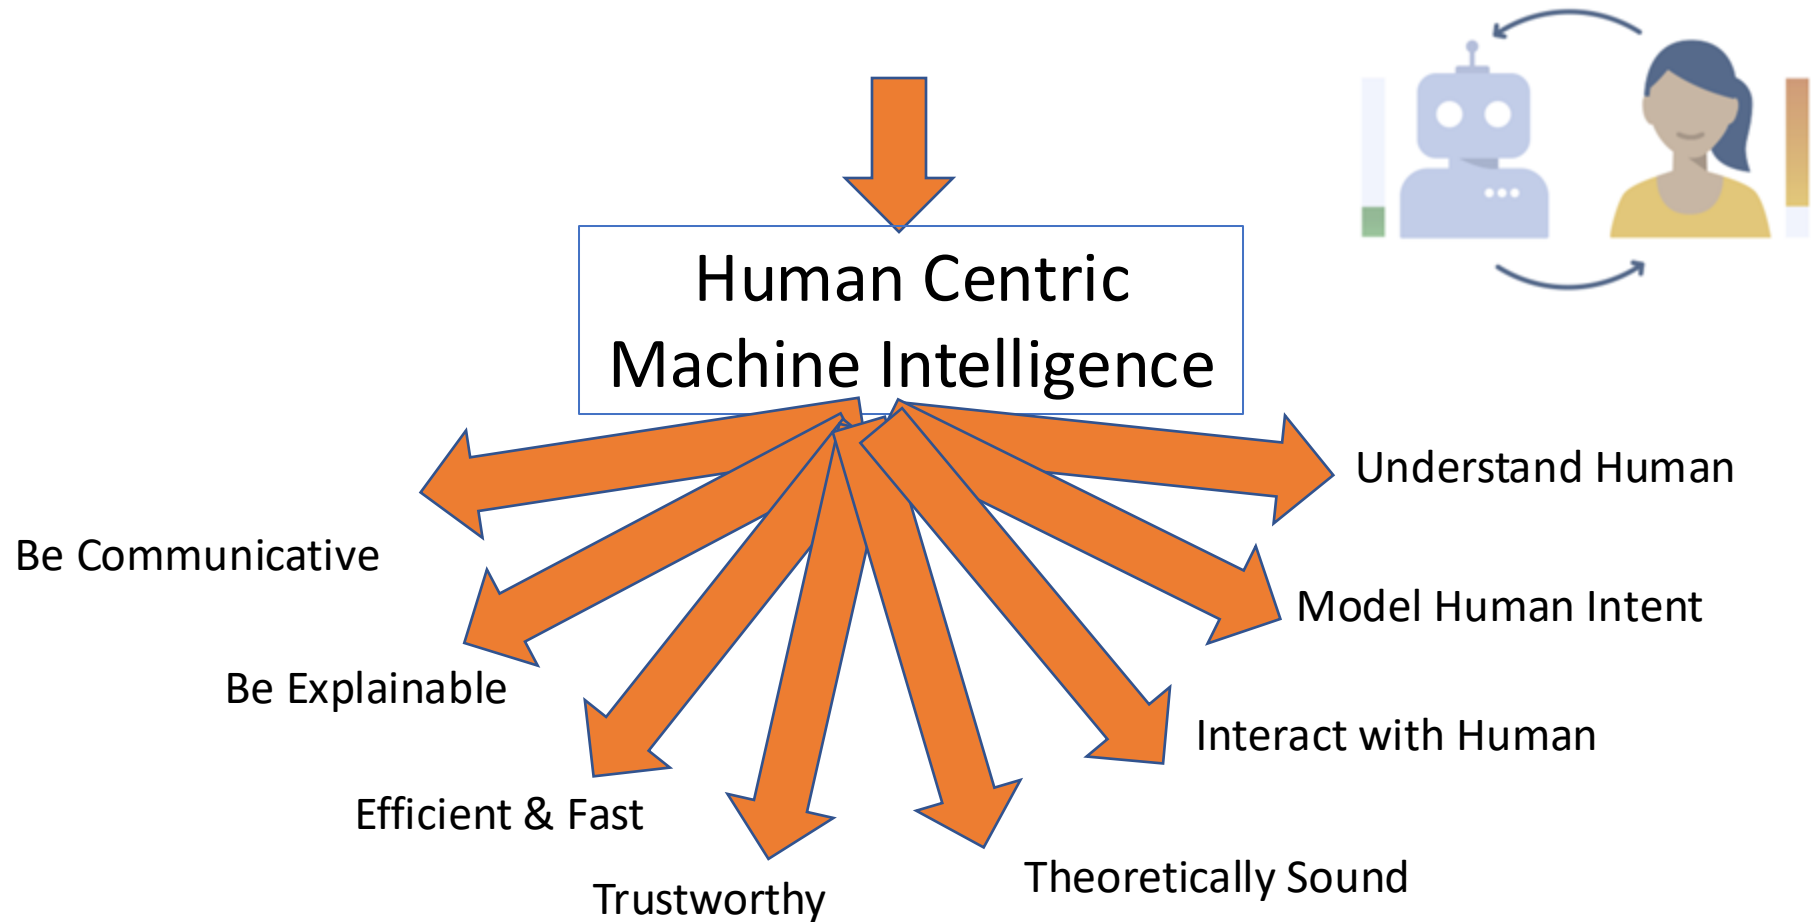 Human Centric
Machine Intelligence
Understand Human
Be Communicative
Model Human Intent
Be Explainable
Interact with Human
Efficient & Fast
Theoretically Sound
Trustworthy